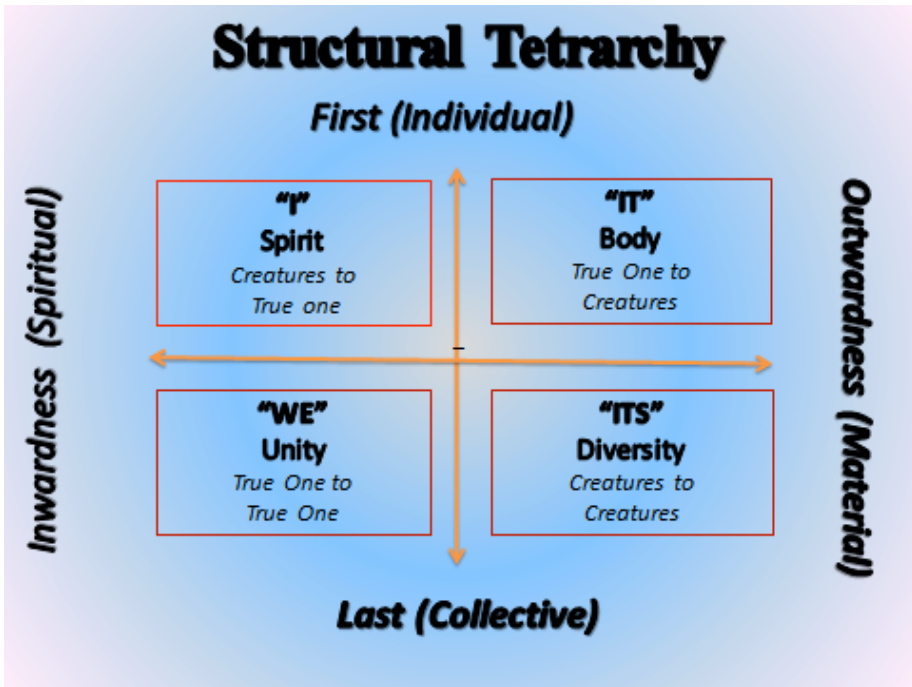 Structural Tetrarchy
First (Individual)
Inwardness (Spiritual)
“I”
Spirit
Creatures to
True one
“IT”
Body
True One to
Creatures
Outwardness (Material)
“WE”
Unity
True One to
True One
“ITS”
Diversity
Creatures to
Creatures
Last (Collective)